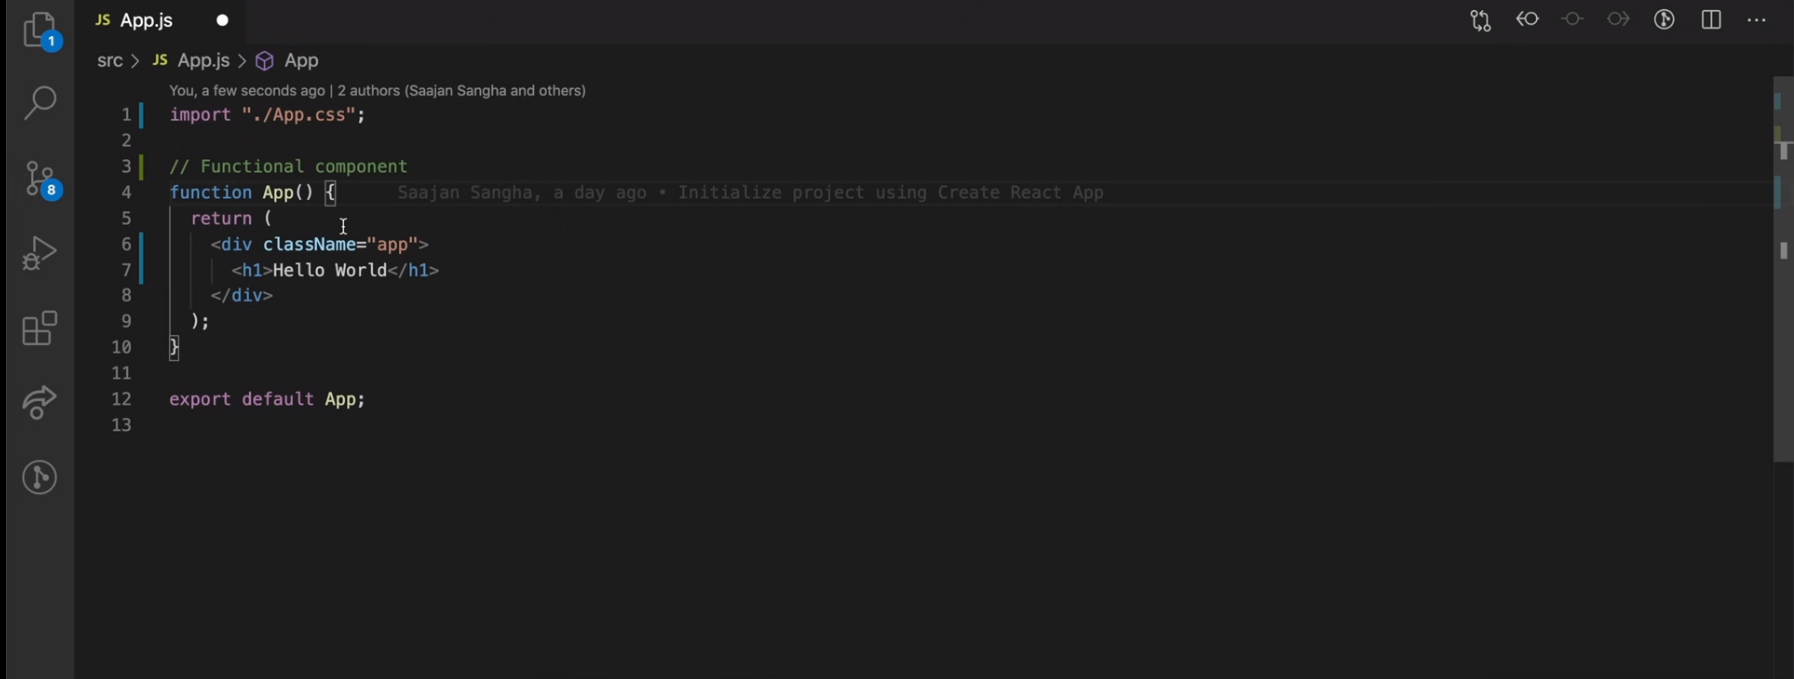 JS App.js
1
src > JS App.js > App
You, a few seconds ago | 2 authors (Saajan Sangha and others)
1 import "./App.css";
2
3 // Functional component
4 function App() { Saajan Sangha, a day ago • Initialize project using Create React App
8
5 return (
6 <div className="app">
7 <h1>Hello World</h1>
8 </div>
9 );
10 }
11
12 export default App;
13